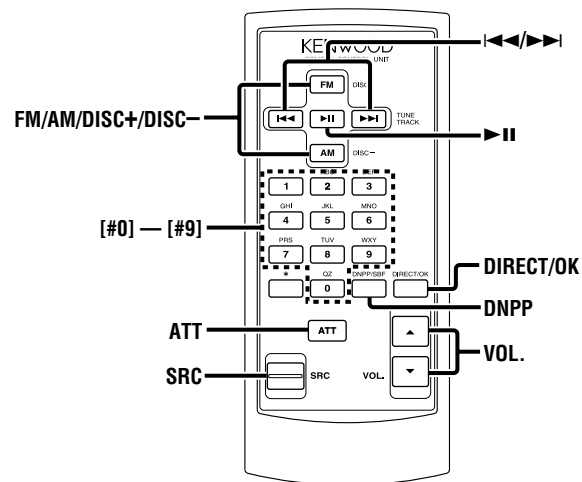 KENWOOD
UNIT
|◄◄/►►|
FM
DISC
FM/AM/DISC+/DISC–
|◄◄
►II
►►|
TUNE
TRACK
►II
AM
DISC–
1
2
3
GHI
JKL
MNO
[#0] — [#9]
4
5
6
PRS
TUV
WXY
7
8
9
DIRECT/OK
*
QZ
DNPP/SBF
DIRECT/OK
0
DNPP
ATT
ATT
VOL.
SRC
SRC
VOL.